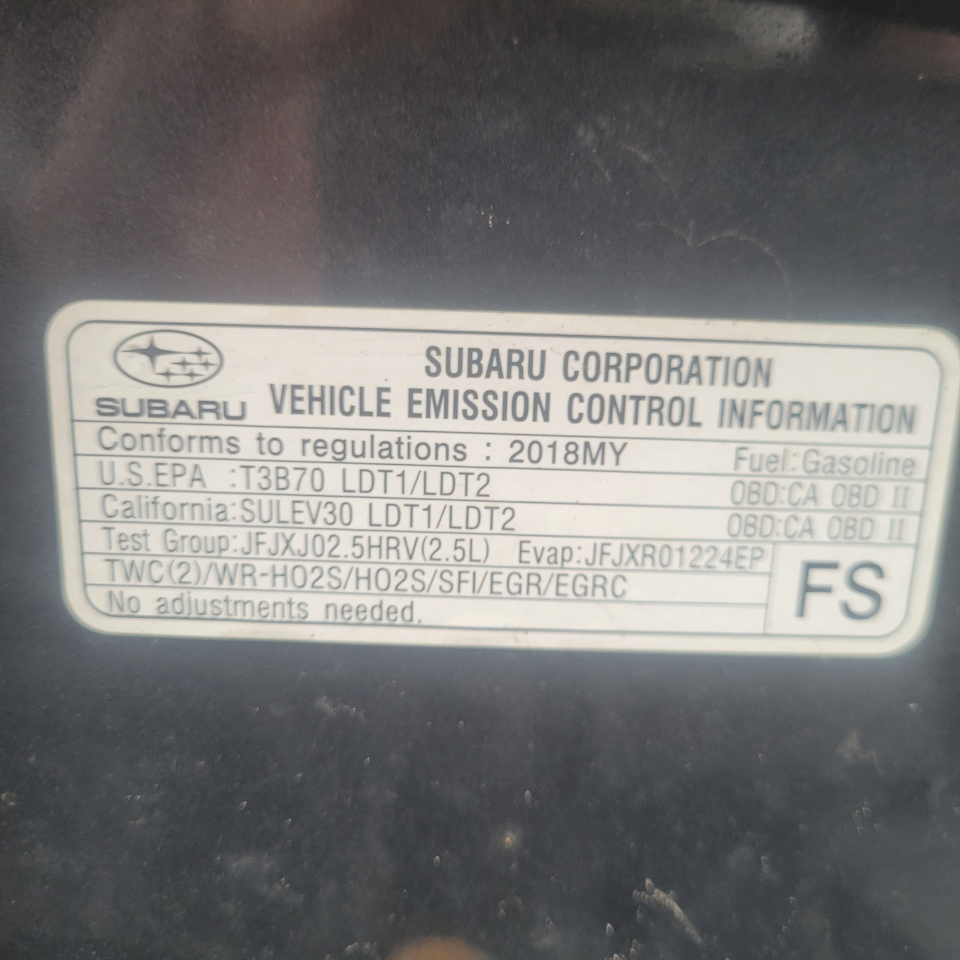 SUBARU CORPORATION
SUBARU VEHICLE EMISSION CONTROL INFORMATION
Conforms to regulations : 2018MY Fuel:Gasoline
U.S.EPA :T3B70 LDT1/LDT2 OBD:CA OBD II
California:SULEV30 LDT1/LDT2 OBD:CA OBD II
Test Group:JFJXJ02.5HRV(2.5L) Evap:JFJXR01224EP
TWC(2)/WR-HO2S/HO2S/SFI/EGR/EGRC
No adjustments needed.
FS